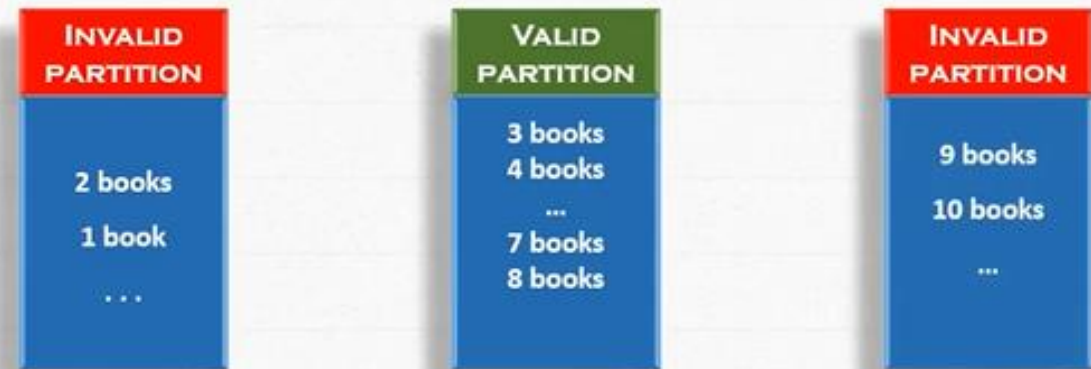 INVALID
PARTITION
2 books
1 book
. . .
VALID
PARTITION
3 books
4 books
...
7 books
8 books
INVALID
PARTITION
9 books
10 books
...